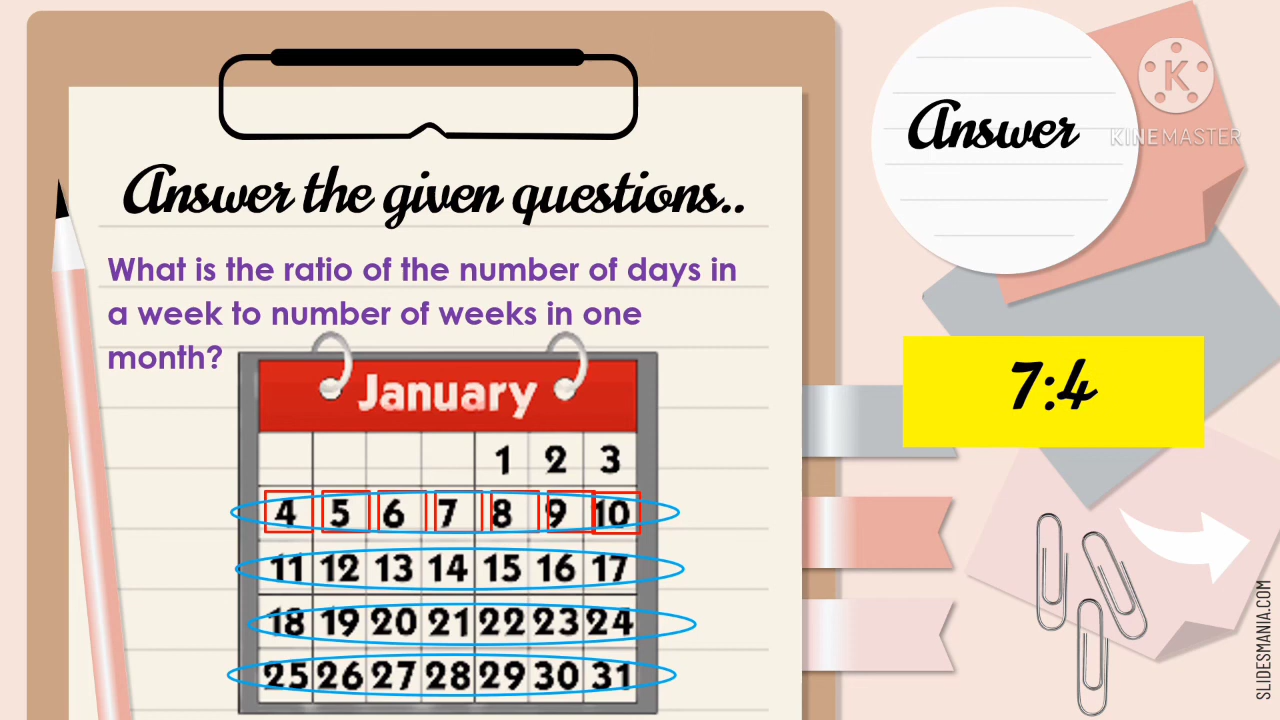 Answer the given questions..
What is the ratio of the number of days in
a week to number of weeks in one
month?
January
1 2 3
4 5 6 7 8 9 10
11 12 13 14 15 16 17
18 19 20 21 22 23 24
25 26 27 28 29 30 31
Answer
K
KINEMASTER
7:4
SLIDESMANIA.COM